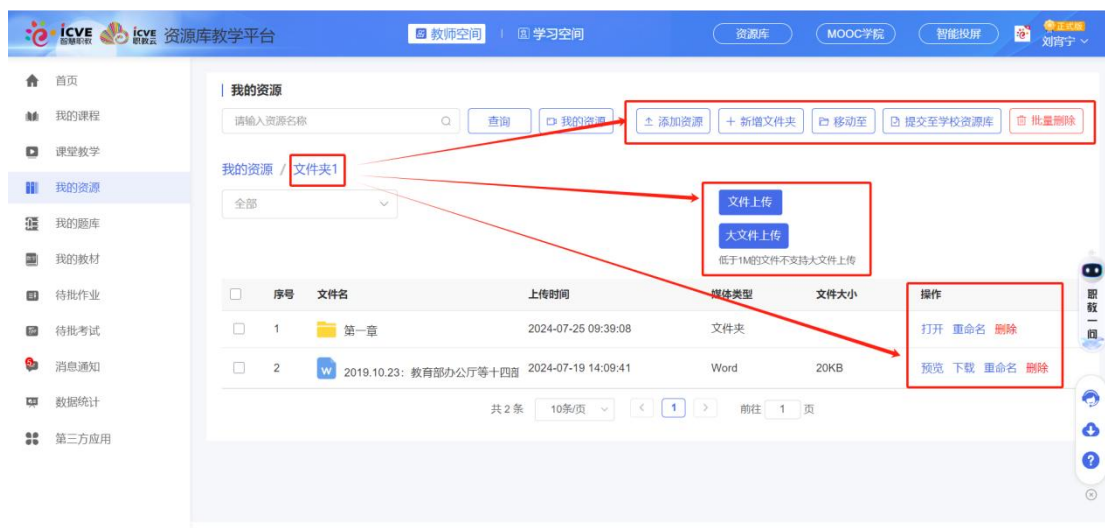 icve 智慧职教 icve 职教云 资源库教学平台 教师空间 学习空间 资源库 MOOC学院 智能投屏 正式版 刘宵宁
首页
我的课程
课堂教学
我的资源
我的题库
我的教材
待批作业
待批考试
5 消息通知
数据统计
第三方应用
我的资源
请输入资源名称 查询 我的资源 添加资源 新增文件夹 移动至 提交至学校资源库 批量删除
我的资源 / 文件夹1
全部
文件上传
大文件上传
低于1M的文件不支持大文件上传
序号 文件名 上传时间 媒体类型 文件大小 操作
1 第一章 2024-07-25 09:39:08 文件夹 打开 重命名 删除
2 W 2019.10.23：教育部办公厅等十四部 2024-07-19 14:09:41 Word 20KB 预览 下载 重命名 删除
共 2 条 10条/页 < 1 > 前往 1 页
职教一问